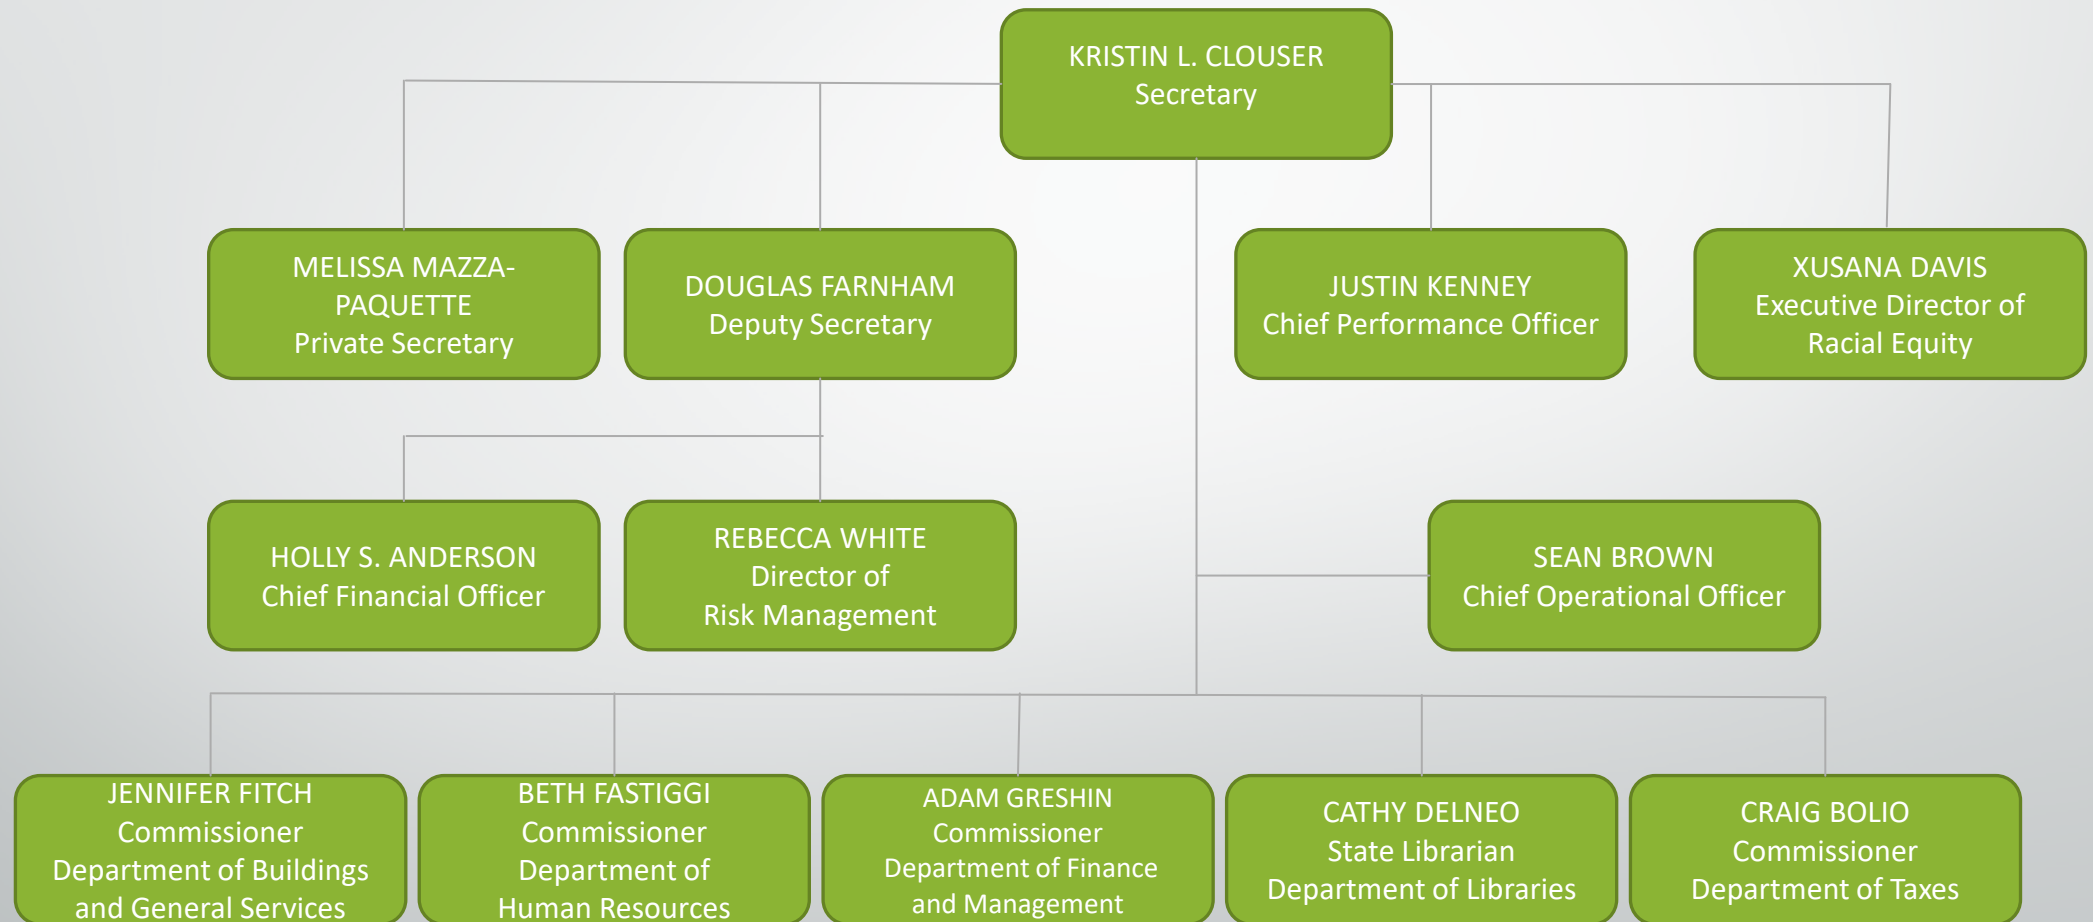 KRISTIN L. CLOUSER
Secretary
MELISSA MAZZA-
PAQUETTE
Private Secretary
DOUGLAS FARNHAM
Deputy Secretary
JUSTIN KENNEY
Chief Performance Officer
XUSANA DAVIS
Executive Director of
Racial Equity
HOLLY S. ANDERSON
Chief Financial Officer
REBECCA WHITE
Director of
Risk Management
SEAN BROWN
Chief Operational Officer
JENNIFER FITCH
Commissioner
Department of Buildings
and General Services
BETH FASTIGGI
Commissioner
Department of
Human Resources
ADAM GRESHIN
Commissioner
Department of Finance
and Management
CATHY DELNEO
State Librarian
Department of Libraries
CRAIG BOLIO
Commissioner
Department of Taxes